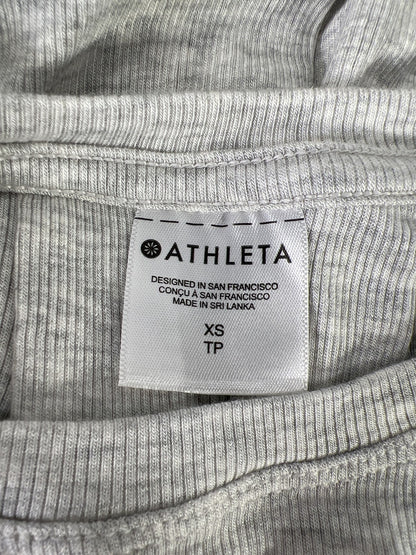 ATHLETA
DESIGNED IN SAN FRANCISCO
CONÇU À SAN FRANCISCO
MADE IN SRI LANKA
XS
TP